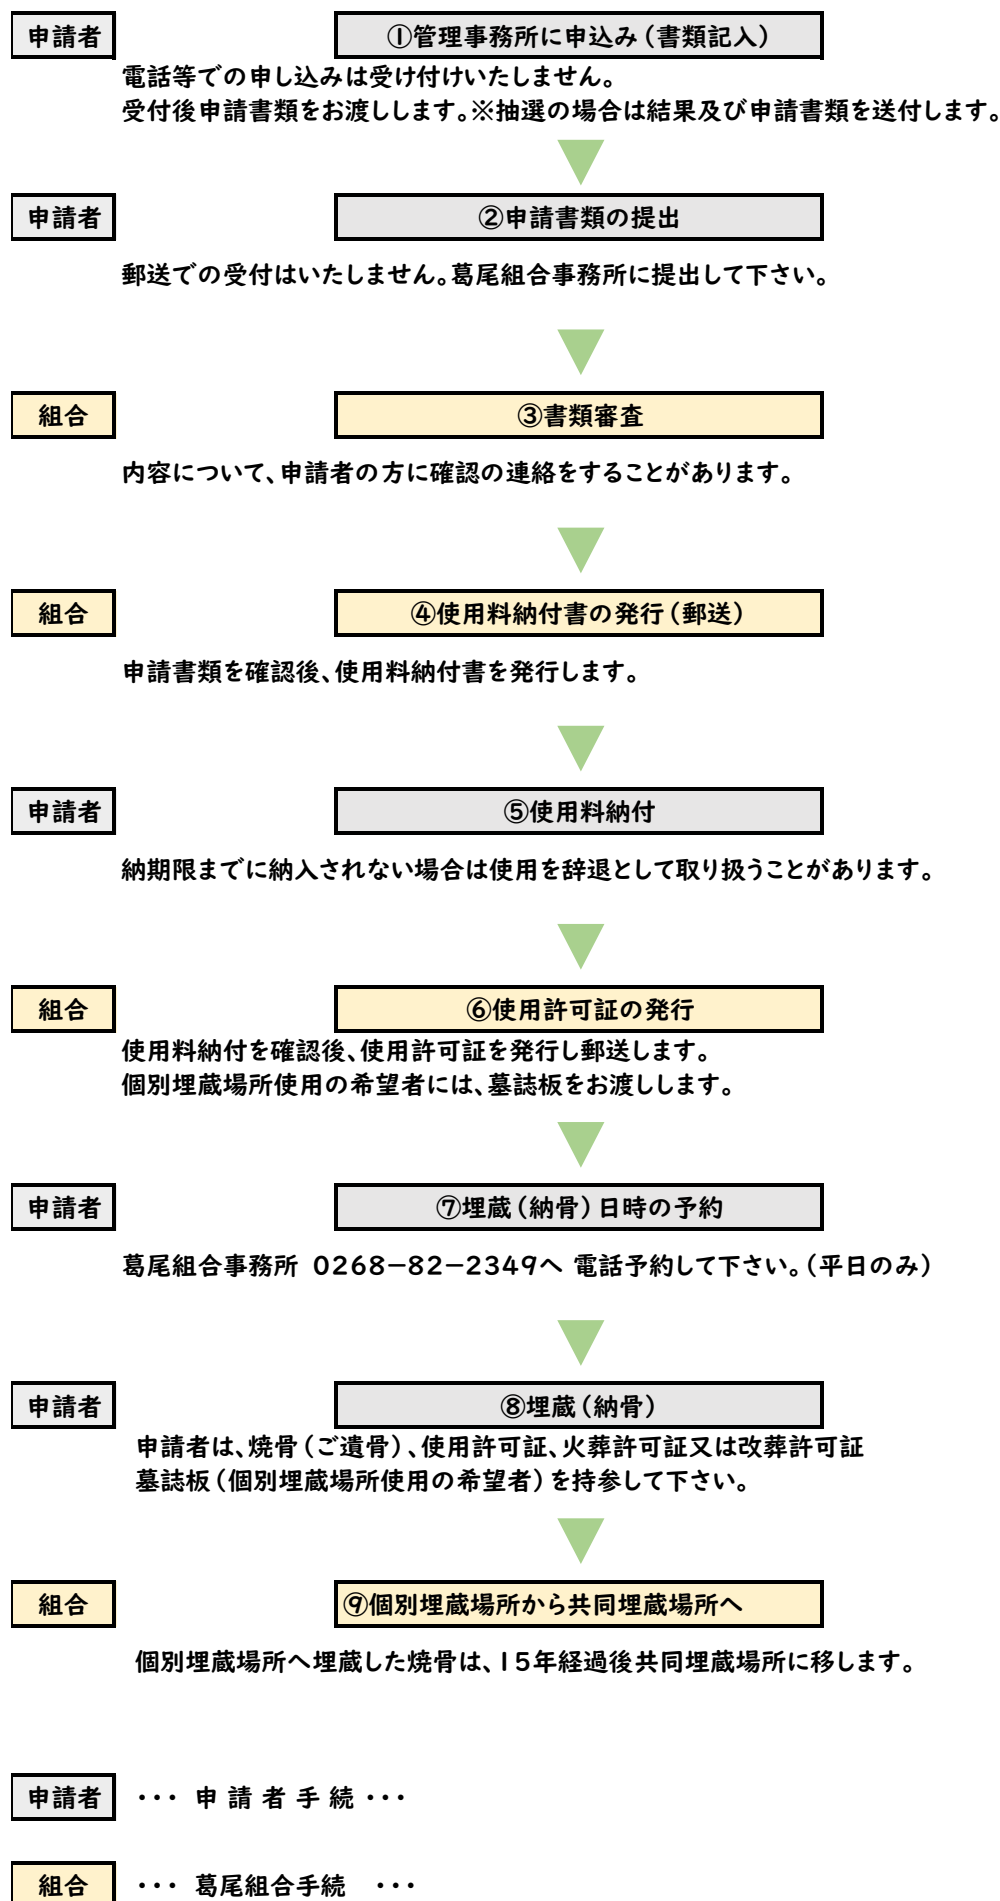 申請者 ①管理事務所に申込み（書類記入）
電話等での申し込みは受け付けいたしません。
受付後申請書類をお渡しします。※抽選の場合は結果及び申請書類を送付します。
申請者 ②申請書類の提出
郵送での受付はいたしません。葛尾組合事務所に提出して下さい。
組合 ③書類審査
内容について、申請者の方に確認の連絡をすることがあります。
組合 ④使用料納付書の発行（郵送）
申請書類を確認後、使用料納付書を発行します。
申請者 ⑤使用料納付
納期限までに納入されない場合は使用を辞退として取り扱うことがあります。
組合 ⑥使用許可証の発行
使用料納付を確認後、使用許可証を発行し郵送します。
個別埋蔵場所使用の希望者には、墓誌板をお渡しします。
申請者 ⑦埋蔵（納骨）日時の予約
葛尾組合事務所 0268－82－2349へ 電話予約して下さい。（平日のみ）
申請者 ⑧埋蔵（納骨）
申請者は、焼骨（ご遺骨）、使用許可証、火葬許可証又は改葬許可証
墓誌板（個別埋蔵場所使用の希望者）を持参して下さい。
組合 ⑨個別埋蔵場所から共同埋蔵場所へ
個別埋蔵場所へ埋蔵した焼骨は、15年経過後共同埋蔵場所に移します。
申請者 ・・・ 申 請 者 手 続 ・・・
組合 ・・・ 葛尾組合手続 ・・・